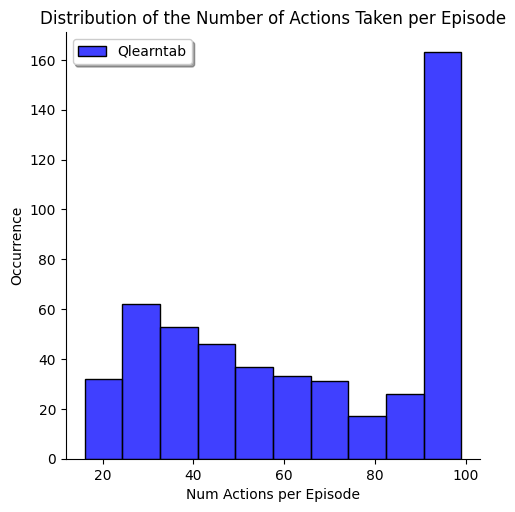 Distribution of the Number of Actions Taken per Episode
Qlearntab
160
140
120
100
80
60
40
20
0
Occurrence
20 40 60 80 100
Num Actions per Episode